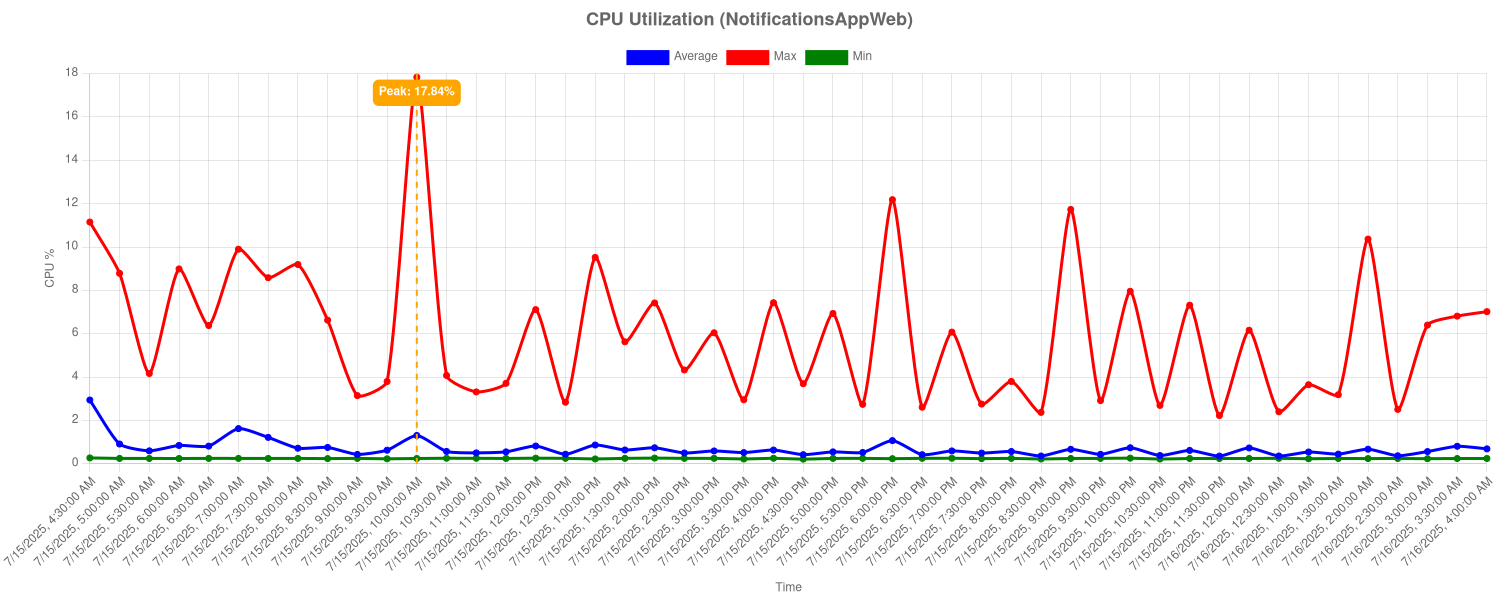 CPU Utilization (NotificationsAppWeb)
Average Max Min
18
Peak: 17.84%
16
14
12
10
CPU %
8
6
4
2
0
7/15/2025, 4:30:00 AM
7/15/2025, 5:00:00 AM
7/15/2025, 5:30:00 AM
7/15/2025, 6:00:00 AM
7/15/2025, 6:30:00 AM
7/15/2025, 7:00:00 AM
7/15/2025, 7:30:00 AM
7/15/2025, 8:00:00 AM
7/15/2025, 8:30:00 AM
7/15/2025, 9:00:00 AM
7/15/2025, 9:30:00 AM
7/15/2025, 10:00:00 AM
7/15/2025, 10:30:00 AM
7/15/2025, 11:00:00 AM
7/15/2025, 11:30:00 AM
7/15/2025, 12:00:00 PM
7/15/2025, 12:30:00 PM
7/15/2025, 1:00:00 PM
7/15/2025, 1:30:00 PM
7/15/2025, 2:00:00 PM
7/15/2025, 2:30:00 PM
7/15/2025, 3:00:00 PM
7/15/2025, 3:30:00 PM
7/15/2025, 4:00:00 PM
7/15/2025, 4:30:00 PM
7/15/2025, 5:00:00 PM
7/15/2025, 5:30:00 PM
7/15/2025, 6:00:00 PM
7/15/2025, 6:30:00 PM
7/15/2025, 7:00:00 PM
7/15/2025, 7:30:00 PM
7/15/2025, 8:00:00 PM
7/15/2025, 8:30:00 PM
7/15/2025, 9:00:00 PM
7/15/2025, 9:30:00 PM
7/15/2025, 10:00:00 PM
7/15/2025, 10:30:00 PM
7/15/2025, 11:00:00 PM
7/15/2025, 11:30:00 PM
7/16/2025, 12:00:00 AM
7/16/2025, 12:30:00 AM
7/16/2025, 1:00:00 AM
7/16/2025, 1:30:00 AM
7/16/2025, 2:00:00 AM
7/16/2025, 2:30:00 AM
7/16/2025, 3:00:00 AM
7/16/2025, 3:30:00 AM
7/16/2025, 4:00:00 AM
Time